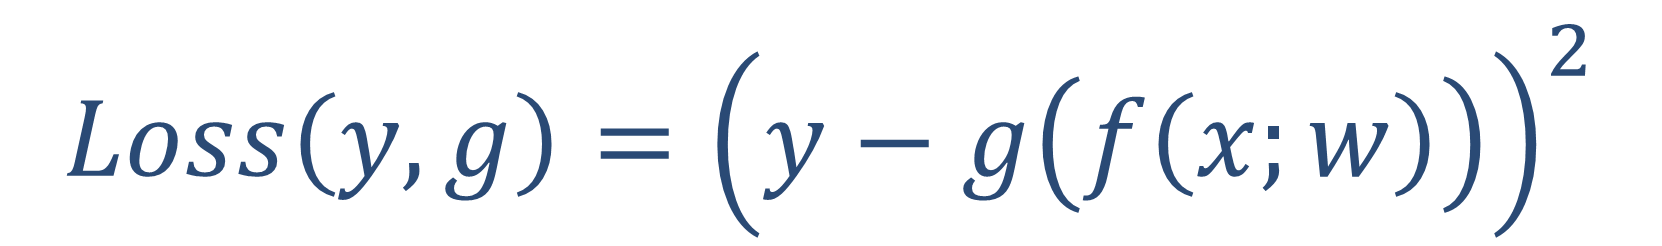 Loss(y, g) = (y − g(f(x; w)))²